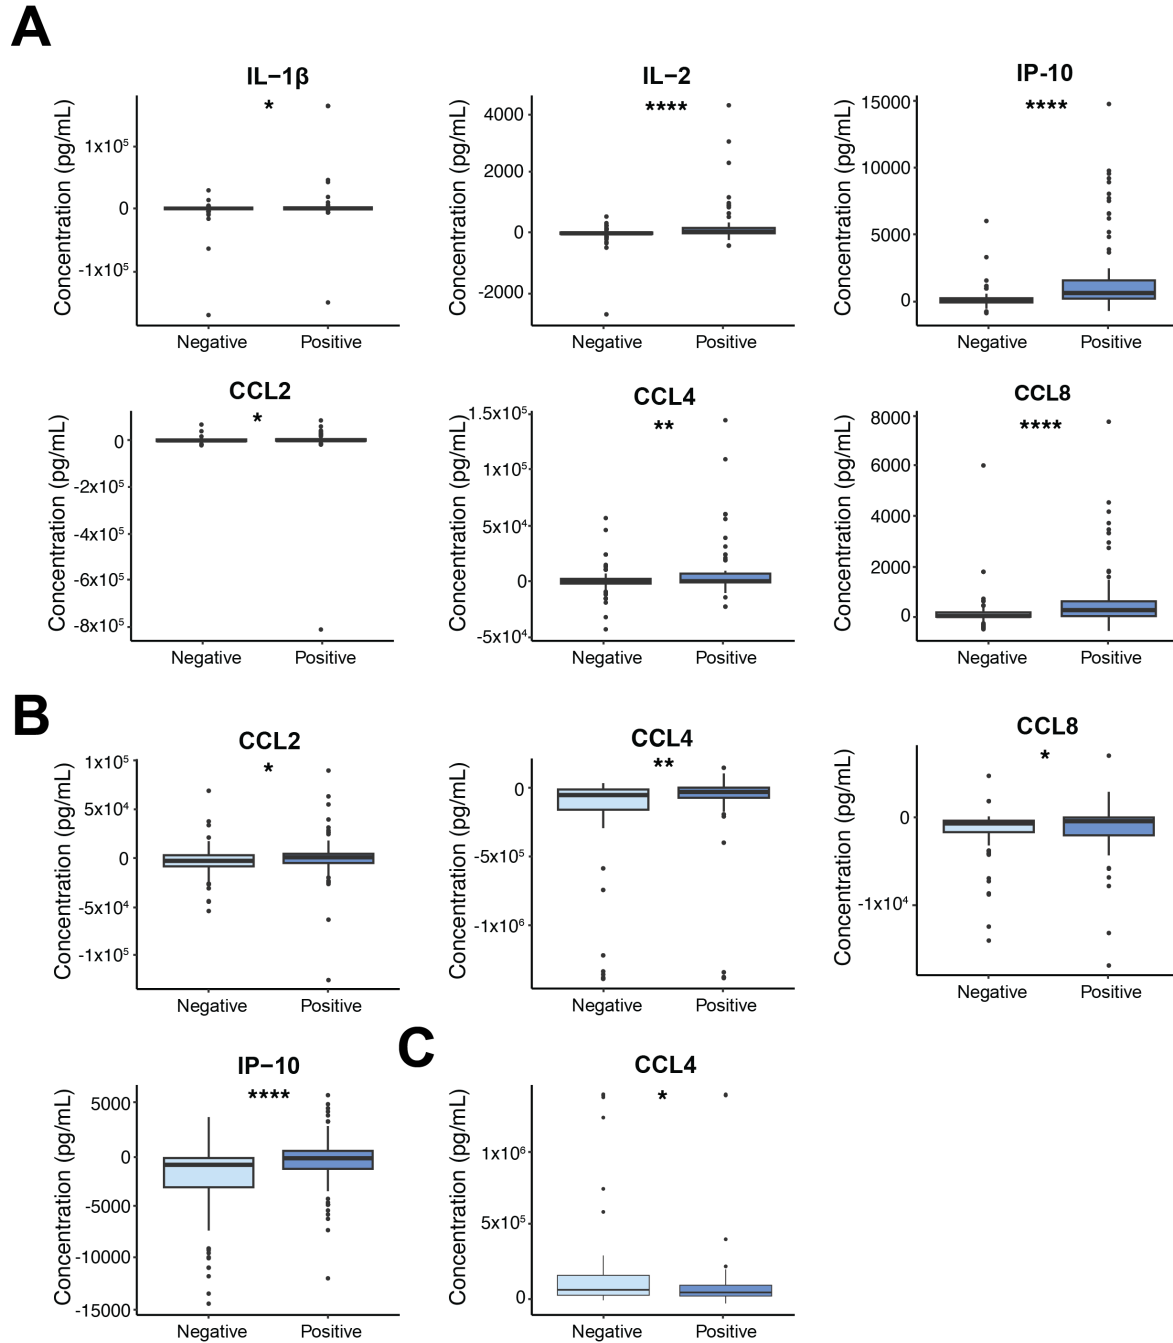 A
IL−1β
*
Concentration (pg/mL)
1x10⁵
0
-1x10⁵
Negative
Positive
IL−2
****
Concentration (pg/mL)
4000
2000
0
-2000
Negative
Positive
IP-10
****
Concentration (pg/mL)
15000
10000
5000
0
Negative
Positive
CCL2
*
Concentration (pg/mL)
0
-2x10⁵
-4x10⁵
-6x10⁵
-8x10⁵
Negative
Positive
CCL4
**
Concentration (pg/mL)
1.5x10⁵
1x10⁵
5x10⁴
0
-5x10⁴
Negative
Positive
CCL8
****
Concentration (pg/mL)
8000
6000
4000
2000
0
Negative
Positive
B
CCL2
*
Concentration (pg/mL)
1x10⁵
5x10⁴
0
-5x10⁴
-1x10⁵
Negative
Positive
CCL4
**
Concentration (pg/mL)
0
-5x10⁵
-1x10⁶
Negative
Positive
CCL8
*
Concentration (pg/mL)
0
-1x10⁴
Negative
Positive
IP−10
****
Concentration (pg/mL)
5000
0
-5000
-10000
-15000
Negative
Positive
C
CCL4
*
Concentration (pg/mL)
1x10⁶
5x10⁵
0
Negative
Positive